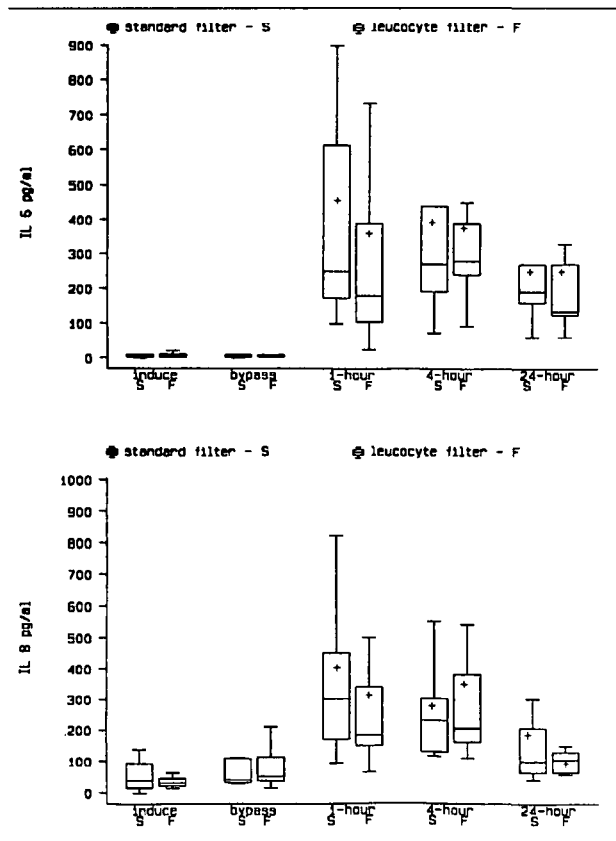 standard filter - S leucocyte filter - F
900
800
700
600
500
400
300
200
100
0
IL 6 pg/ml
induce bypass 1-hour 4-hour 24-hour
S F S F S F S F S F
standard filter - S leucocyte filter - F
1000
900
800
700
600
500
400
300
200
100
0
IL 8 pg/ml
induce bypass 1-hour 4-hour 24-hour
S F S F S F S F S F